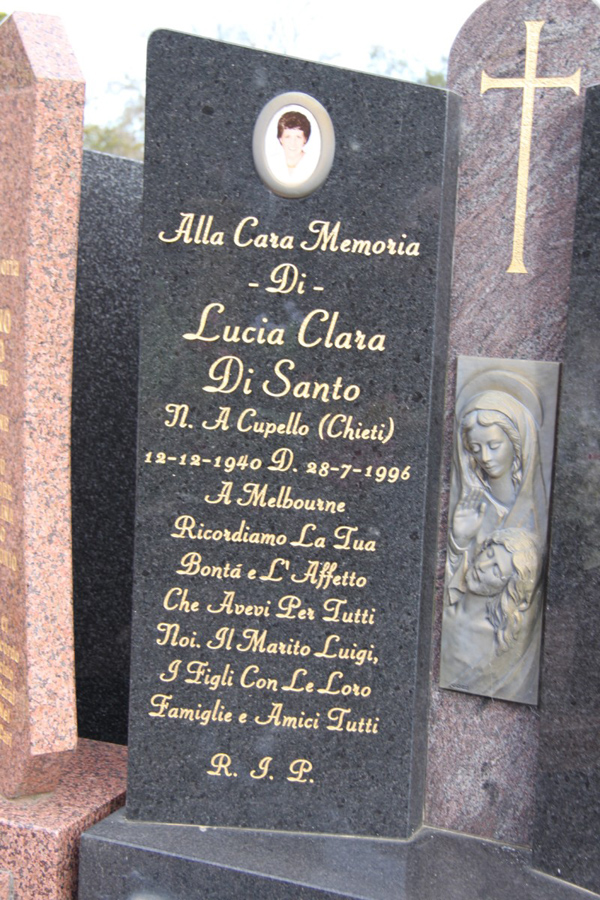 Alla Cara Memoria
- Di -
Lucia Clara
Di Santo
N. A Cupello (Chieti)
12-12-1940 D. 28-7-1996
A Melbourne
Ricordiamo La Tua
Bontá e L'Affetto
Che Avevi Per Tutti
Noi. Il Marito Luigi,
I Figli Con Le Loro
Famiglie e Amici Tutti
R. I. P.